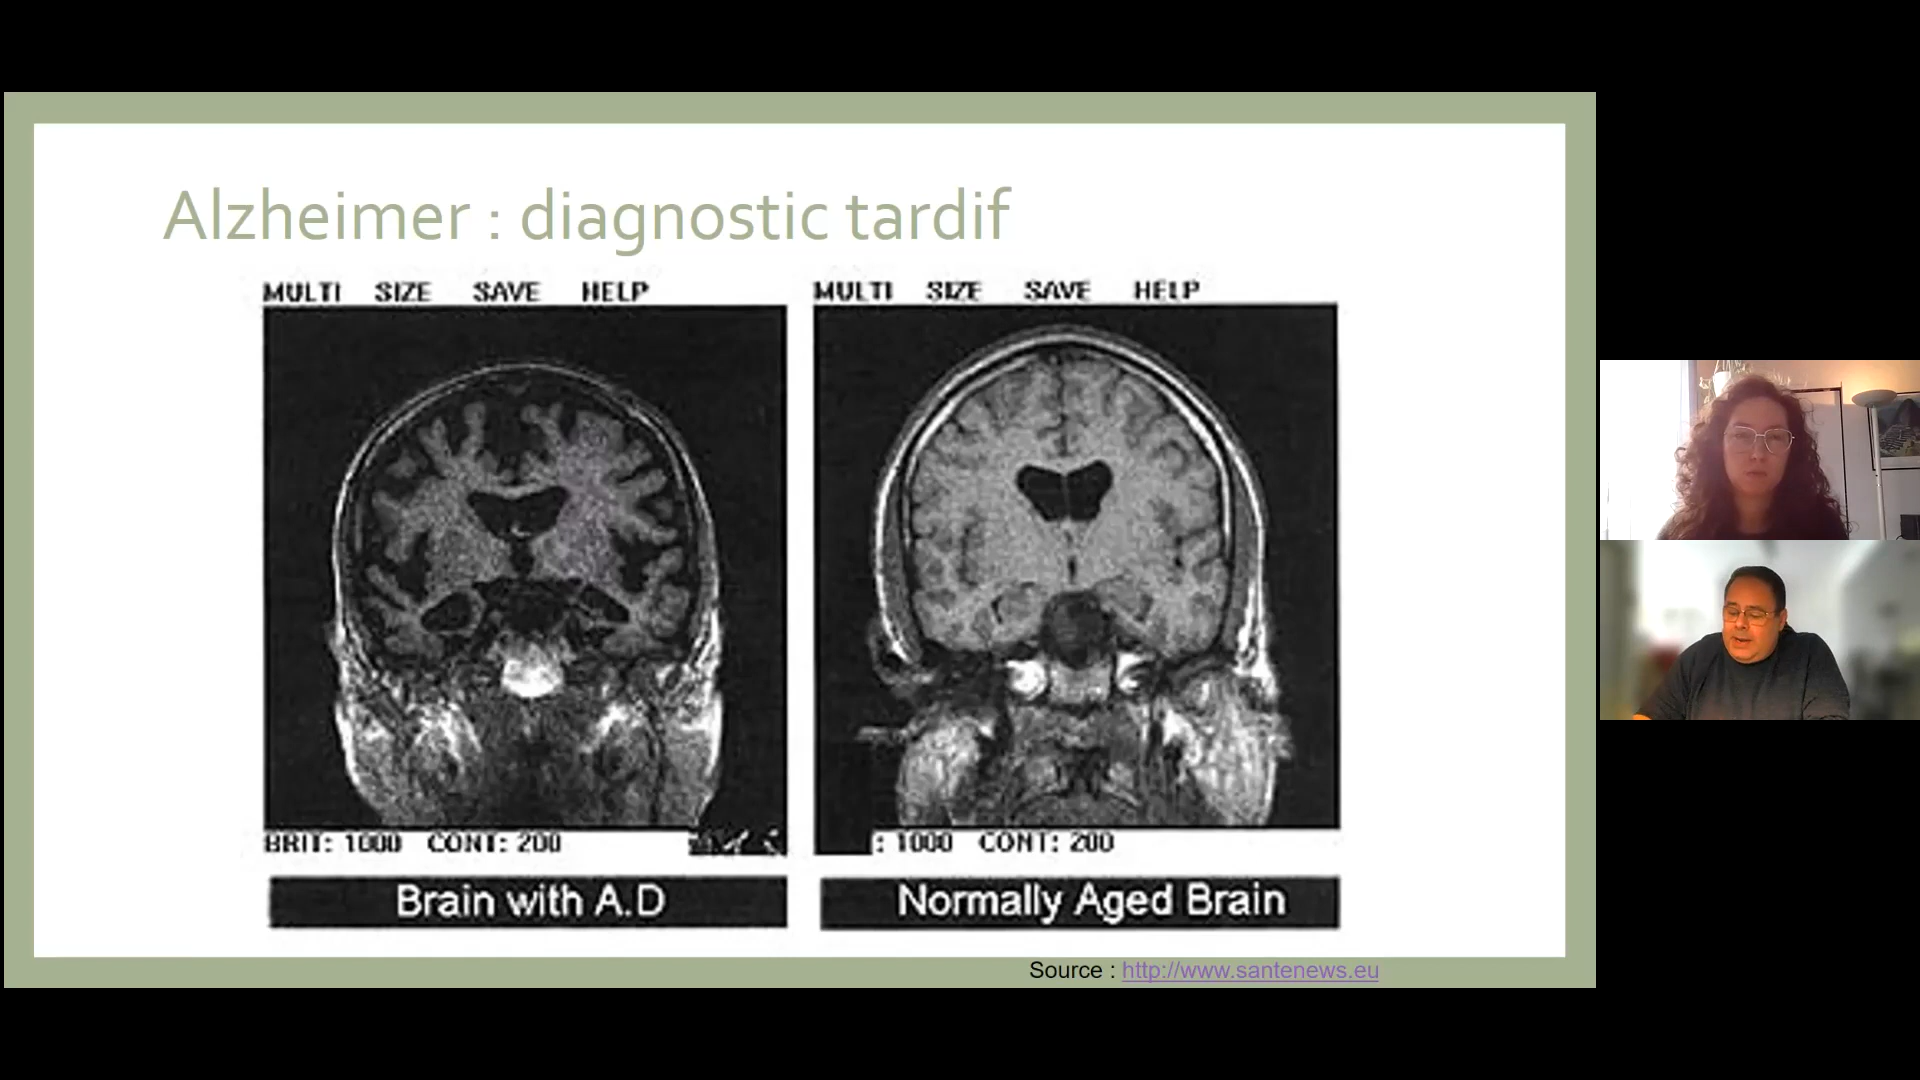 Alzheimer : diagnostic tardif
MULTI SIZE SAVE HELP
MULTI SIZE SAVE HELP
BRIT: 1000 CONT: 200
: 1000 CONT: 200
Brain with A.D
Normally Aged Brain
Source : http://www.santenews.eu